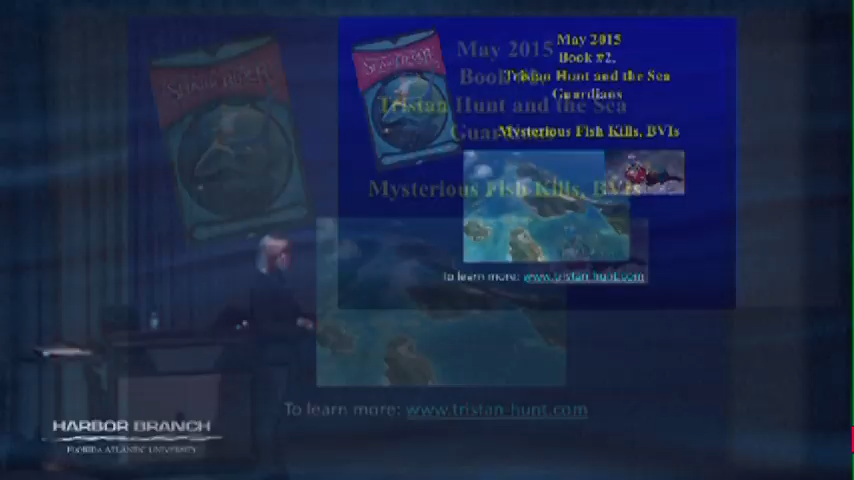 May 2015
Book #2,
Tristan Hunt and the Sea
Guardians
Mysterious Fish Kills, BVIs
To learn more: www.tristan-hunt.com
May 2015
Book
Tristan Hunt and the Sea
Mysterious Fish Kills, BVIs
To learn more: www.tristan-hunt.com
HARBOR BRANCH
FLORIDA ATLANTIC UNIVERSITY